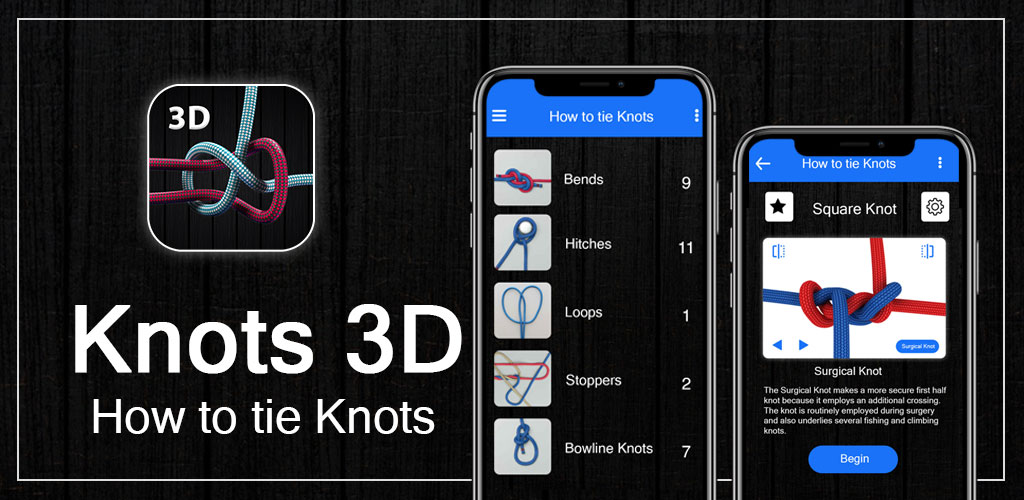 3D
Knots 3D
How to tie Knots
How to tie Knots
Bends 9
Hitches 11
Loops 1
Stoppers 2
Bowline Knots 7
How to tie Knots
Square Knot
Surgical Knot
Surgical Knot
The Surgical Knot makes a more secure first half
knot because it employs an additional crossing.
The knot is routinely employed during surgery
and also underlies several fishing and climbing
knots.
Begin